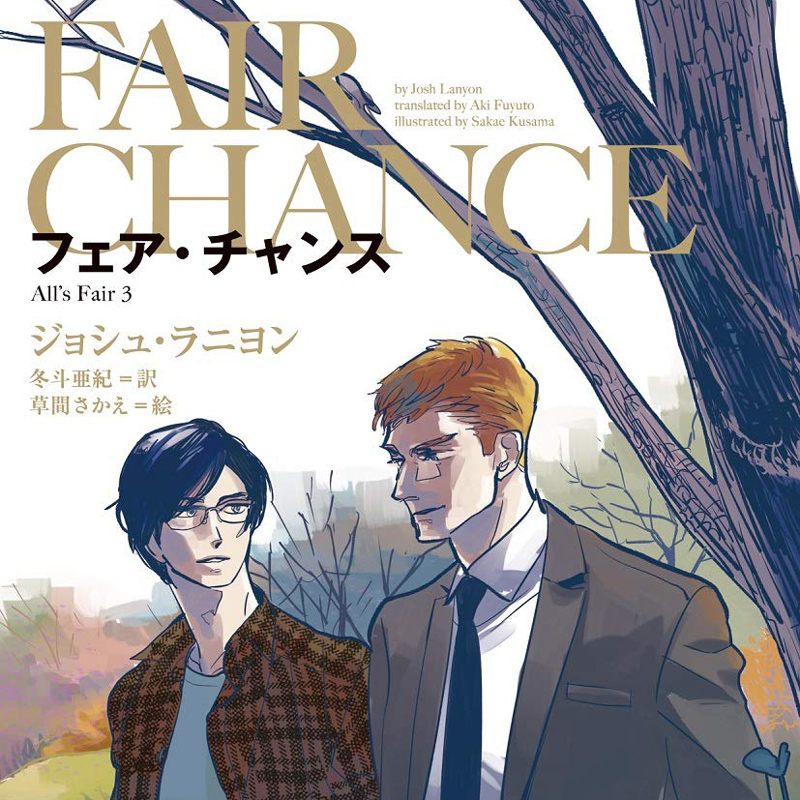 FAIR
by Josh Lanyon
translated by Aki Fuyuto
illustrated by Sakae Kusama
CHANCE
フェア・チャンス
All's Fair 3
ジョシュ・ラニヨン
冬斗亜紀＝訳
草間さかえ＝絵